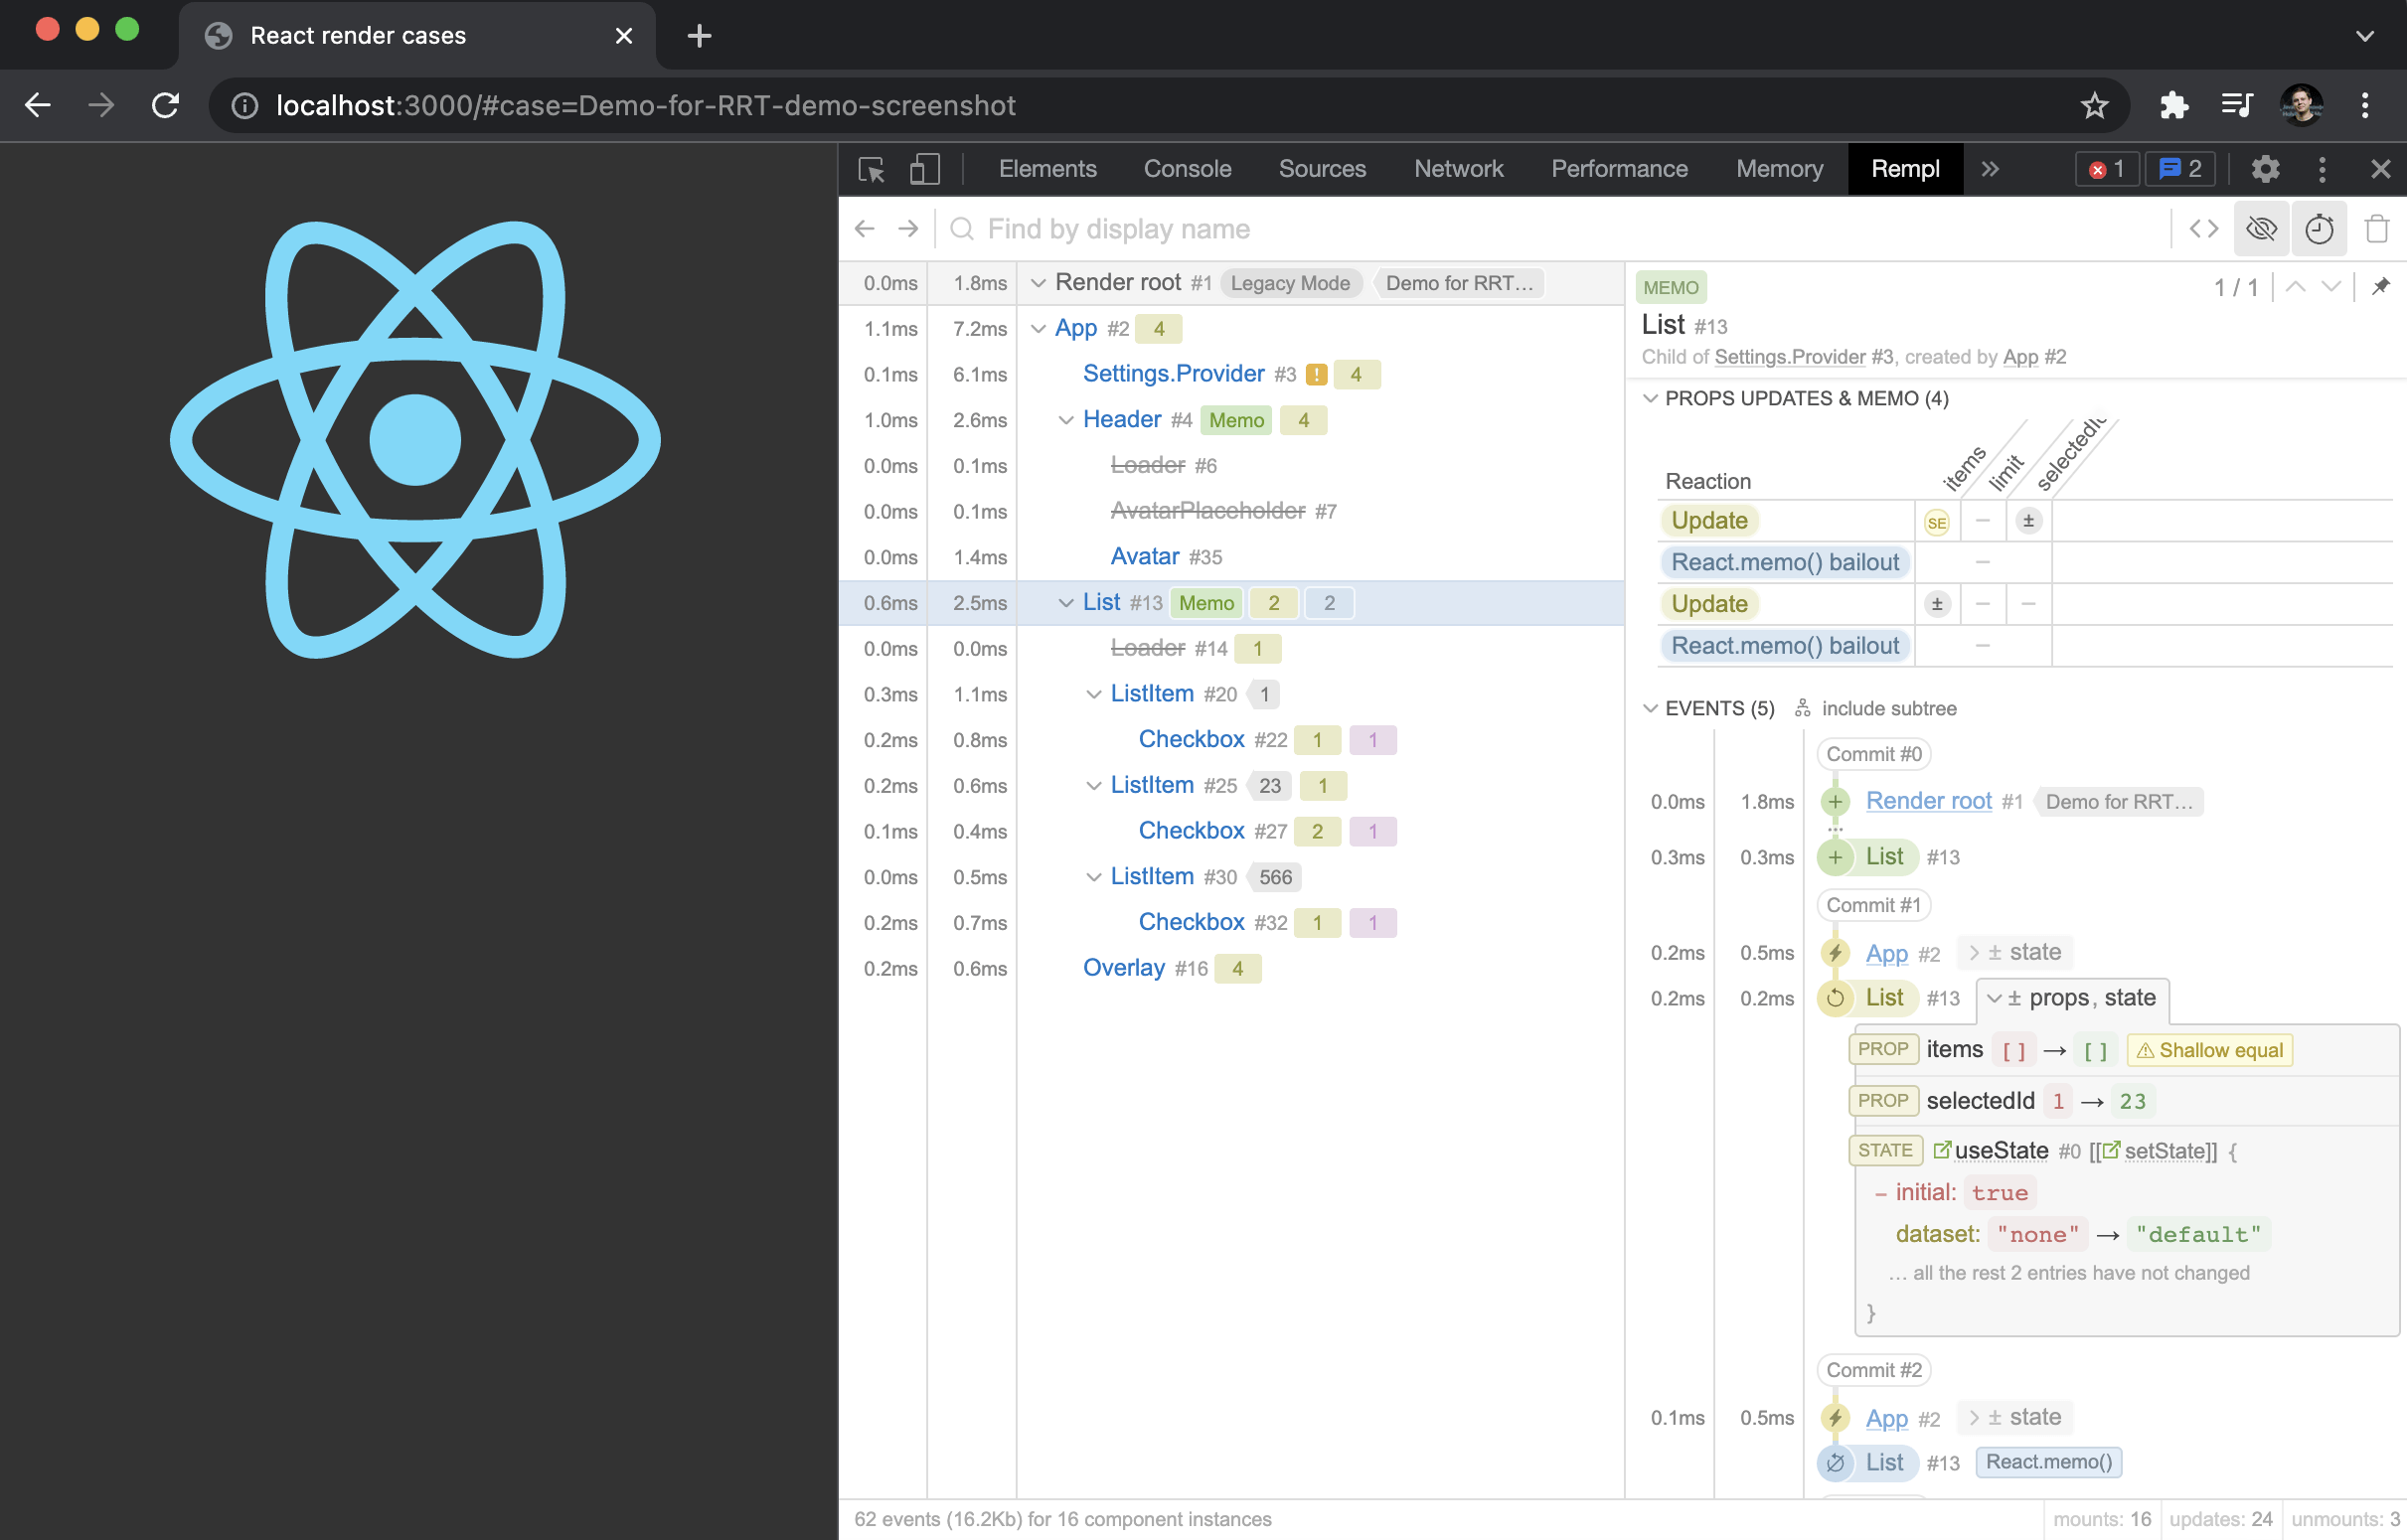 React render cases
localhost:3000/#case=Demo-for-RRT-demo-screenshot
Elements Console Sources Network Performance Memory Rempl 1 2
Find by display name
0.0ms 1.8ms Render root #1 Legacy Mode Demo for RRT…
1.1ms 7.2ms App #2 4
0.1ms 6.1ms Settings.Provider #3 ! 4
1.0ms 2.6ms Header #4 Memo 4
0.0ms 0.1ms Loader #6
0.0ms 0.1ms AvatarPlaceholder #7
0.0ms 1.4ms Avatar #35
0.6ms 2.5ms List #13 Memo 2 2
0.0ms 0.0ms Loader #14 1
0.3ms 1.1ms ListItem #20 1
0.2ms 0.8ms Checkbox #22 1 1
0.2ms 0.6ms ListItem #25 23 1
0.1ms 0.4ms Checkbox #27 2 1
0.0ms 0.5ms ListItem #30 566
0.2ms 0.7ms Checkbox #32 1 1
0.2ms 0.6ms Overlay #16 4
MEMO 1 / 1
List #13
Child of Settings.Provider #3, created by App #2
PROPS UPDATES & MEMO (4)
Reaction items limit selectedId
Update SE – ±
React.memo() bailout –
Update ± – –
React.memo() bailout –
EVENTS (5) include subtree
Commit #0
0.0ms 1.8ms + Render root #1 Demo for RRT…
...
0.3ms 0.3ms + List #13
Commit #1
0.2ms 0.5ms App #2 ± state
0.2ms 0.2ms List #13 ± props, state
PROP items [] → [] Shallow equal
PROP selectedId 1 → 23
STATE useState #0 [[setState]] {
– initial: true
dataset: "none" → "default"
… all the rest 2 entries have not changed
}
Commit #2
0.1ms 0.5ms App #2 ± state
List #13 React.memo()
62 events (16.2Kb) for 16 component instances mounts: 16 updates: 24 unmounts: 3